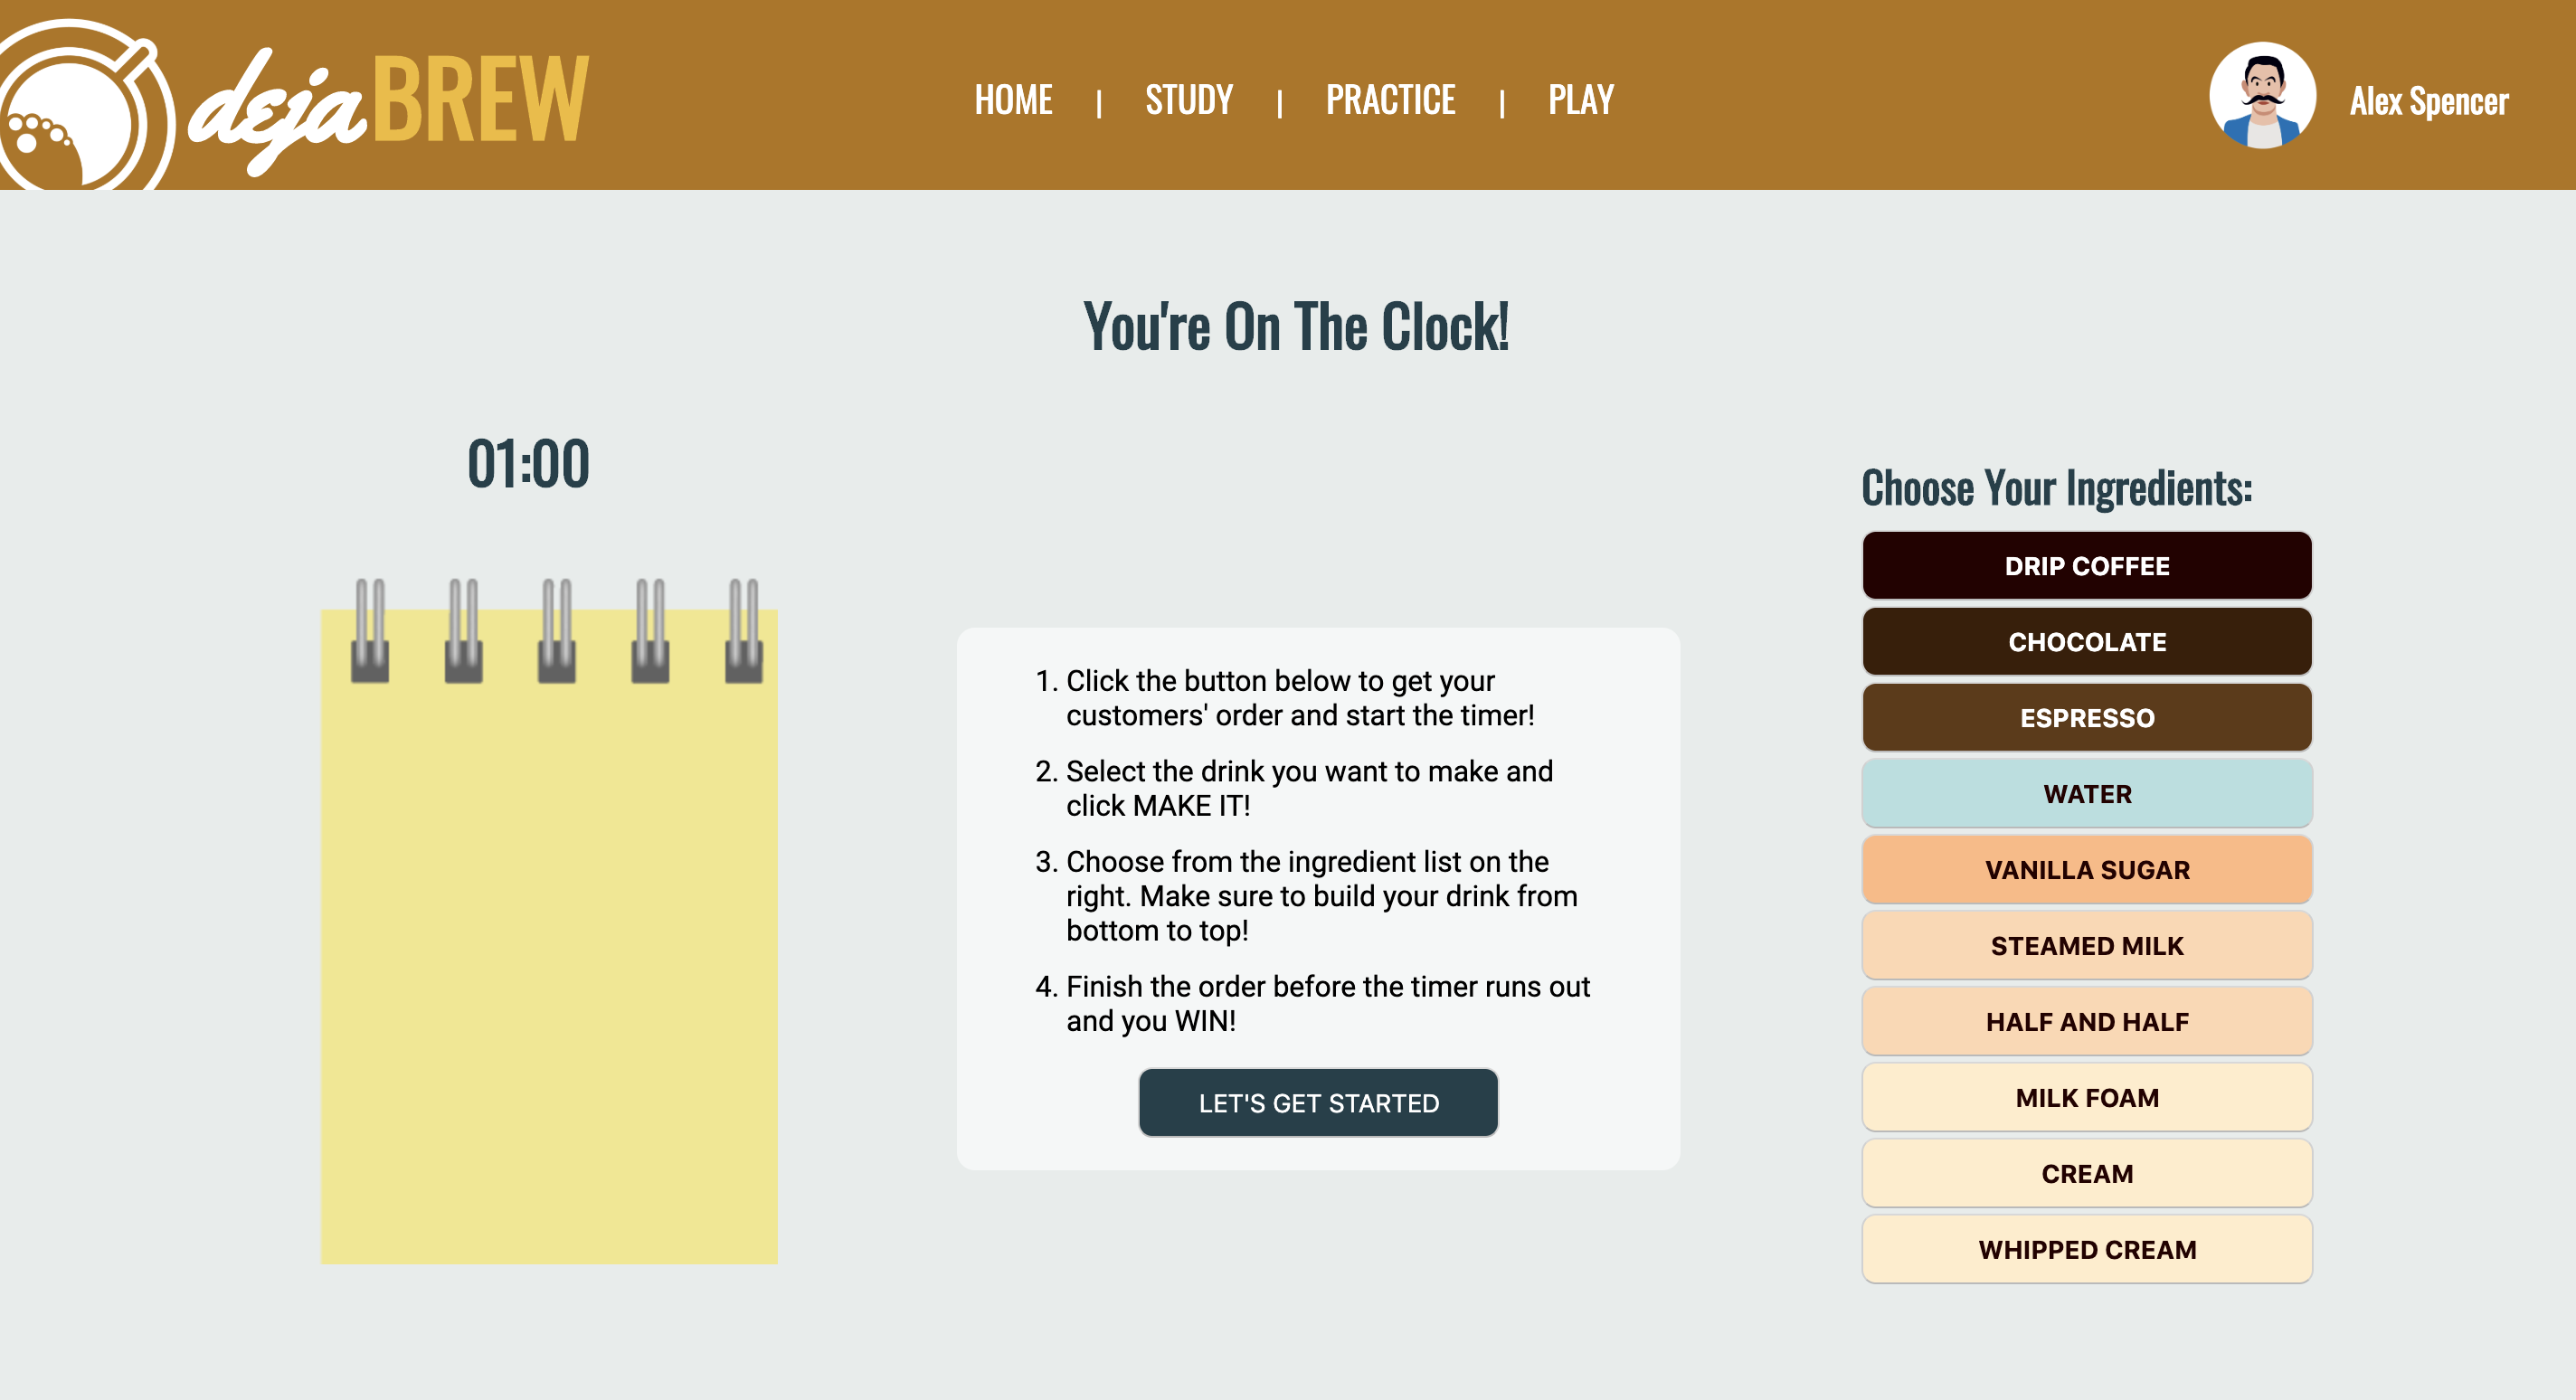 dejaBREW
HOME | STUDY | PRACTICE | PLAY
Alex Spencer
You're On The Clock!
01:00
1. Click the button below to get your
customers' order and start the timer!
2. Select the drink you want to make and
click MAKE IT!
3. Choose from the ingredient list on the
right. Make sure to build your drink from
bottom to top!
4. Finish the order before the timer runs out
and you WIN!
LET'S GET STARTED
Choose Your Ingredients:
DRIP COFFEE
CHOCOLATE
ESPRESSO
WATER
VANILLA SUGAR
STEAMED MILK
HALF AND HALF
MILK FOAM
CREAM
WHIPPED CREAM